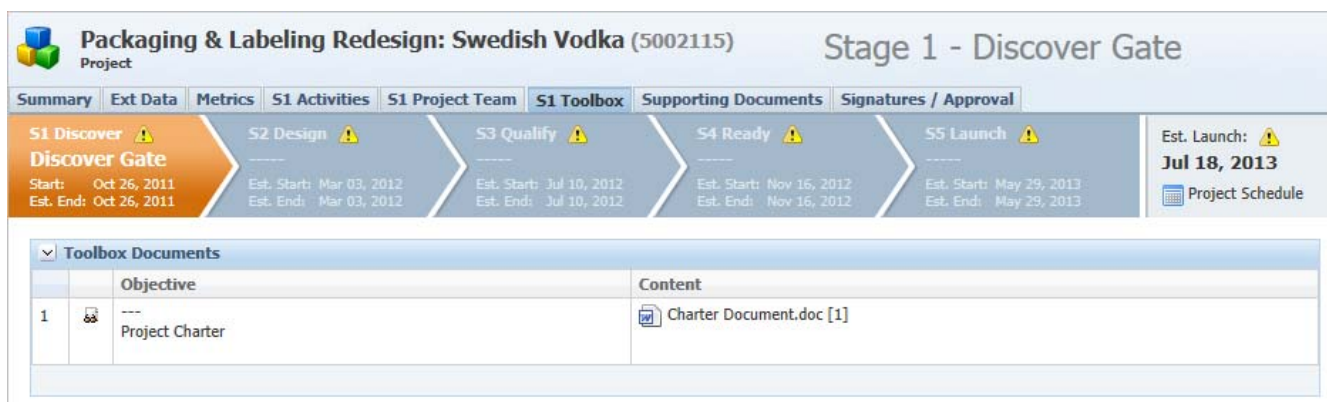 Packaging & Labeling Redesign: Swedish Vodka (5002115)
Stage 1 - Discover Gate
Project
Summary Ext Data Metrics S1 Activities S1 Project Team S1 Toolbox Supporting Documents Signatures / Approval
S1 Discover
Discover Gate
Start: Oct 26, 2011
Est. End: Oct 26, 2011
S2 Design
-----
Est. Start: Mar 03, 2012
Est. End: Mar 03, 2012
S3 Qualify
-----
Est. Start: Jul 10, 2012
Est. End: Jul 10, 2012
S4 Ready
-----
Est. Start: Nov 16, 2012
Est. End: Nov 16, 2012
S5 Launch
-----
Est. Start: May 29, 2013
Est. End: May 29, 2013
Est. Launch:
Jul 18, 2013
Project Schedule
Toolbox Documents
Objective Content
1 --- Charter Document.doc [1]
Project Charter